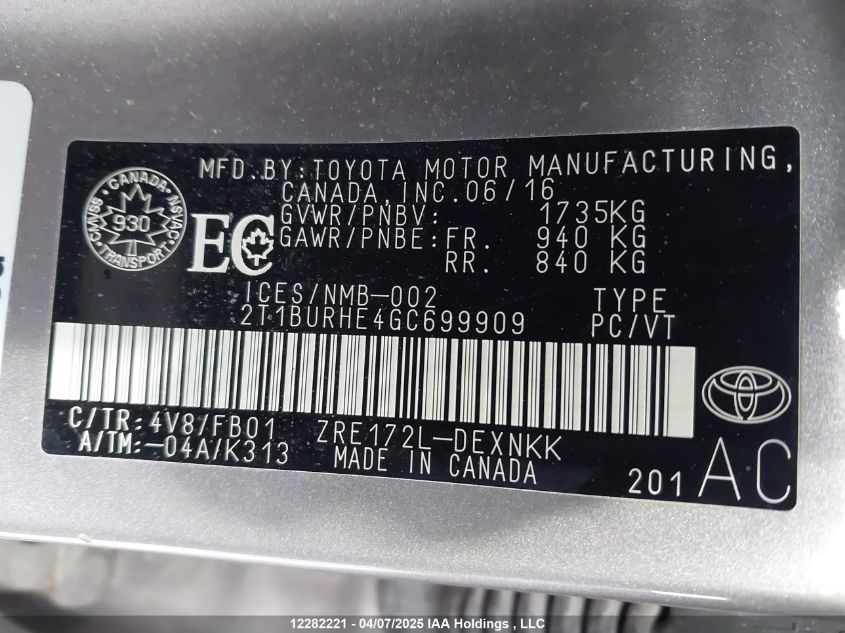 MFD.BY:TOYOTA MOTOR MANUFACTURING,
CANADA,INC.06/16
GVWR/PNBV: 1735KG
GAWR/PNBE:FR. 940 KG
RR. 840 KG
CANADA
CMVSS 930 NSVAC
TRANSPORT
EC
ICES/NMB-002 TYPE
2T1BURHE4GC699909 PC/VT
C/TR:4V8/FB01 ZRE172L-DEXNKK
A/TM:-04A/K313 MADE IN CANADA
201 AC
12282221 - 04/07/2025 IAA Holdings , LLC